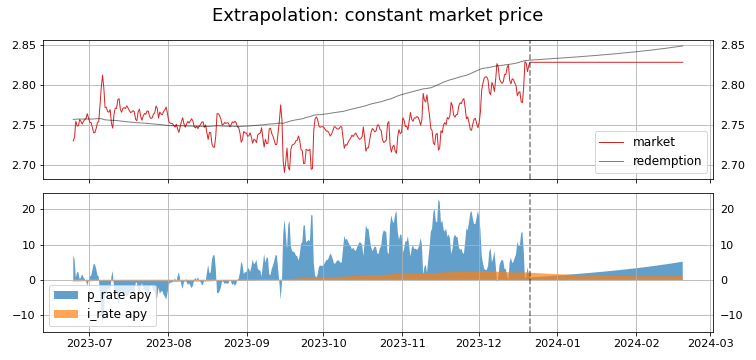 Extrapolation: constant market price
2.85 2.85
2.80 2.80
2.75 2.75
2.70 2.70
market
redemption
20 20
10 10
0 0
−10 −10
p_rate apy
i_rate apy
2023-07 2023-08 2023-09 2023-10 2023-11 2023-12 2024-01 2024-02 2024-03